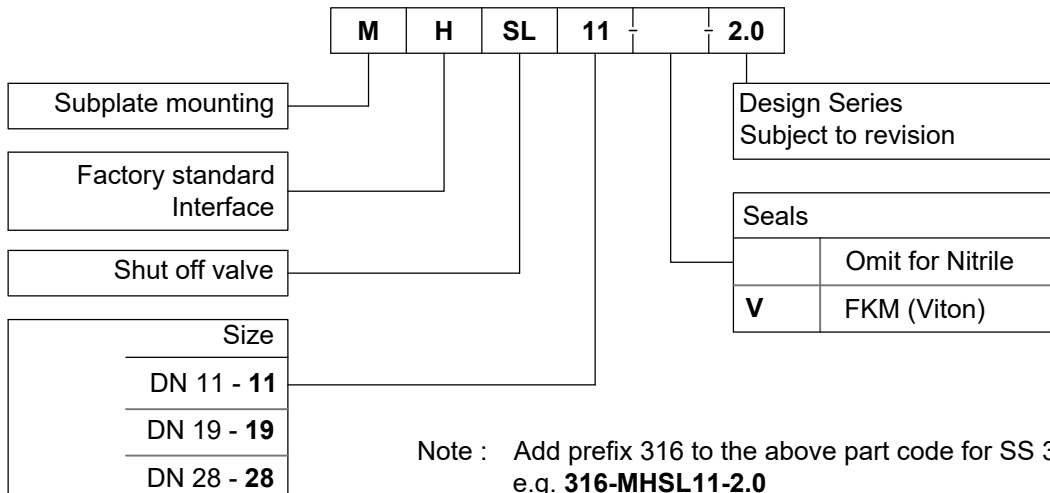 M H SL 11 - - 2.0
Subplate mounting
Factory standard
Interface
Shut off valve
Size
DN 11 - 11
DN 19 - 19
DN 28 - 28
Design Series
Subject to revision
Seals
Omit for Nitrile
V FKM (Viton)
Note : Add prefix 316 to the above part code for SS
e.g. 316-MHSL11-2.0